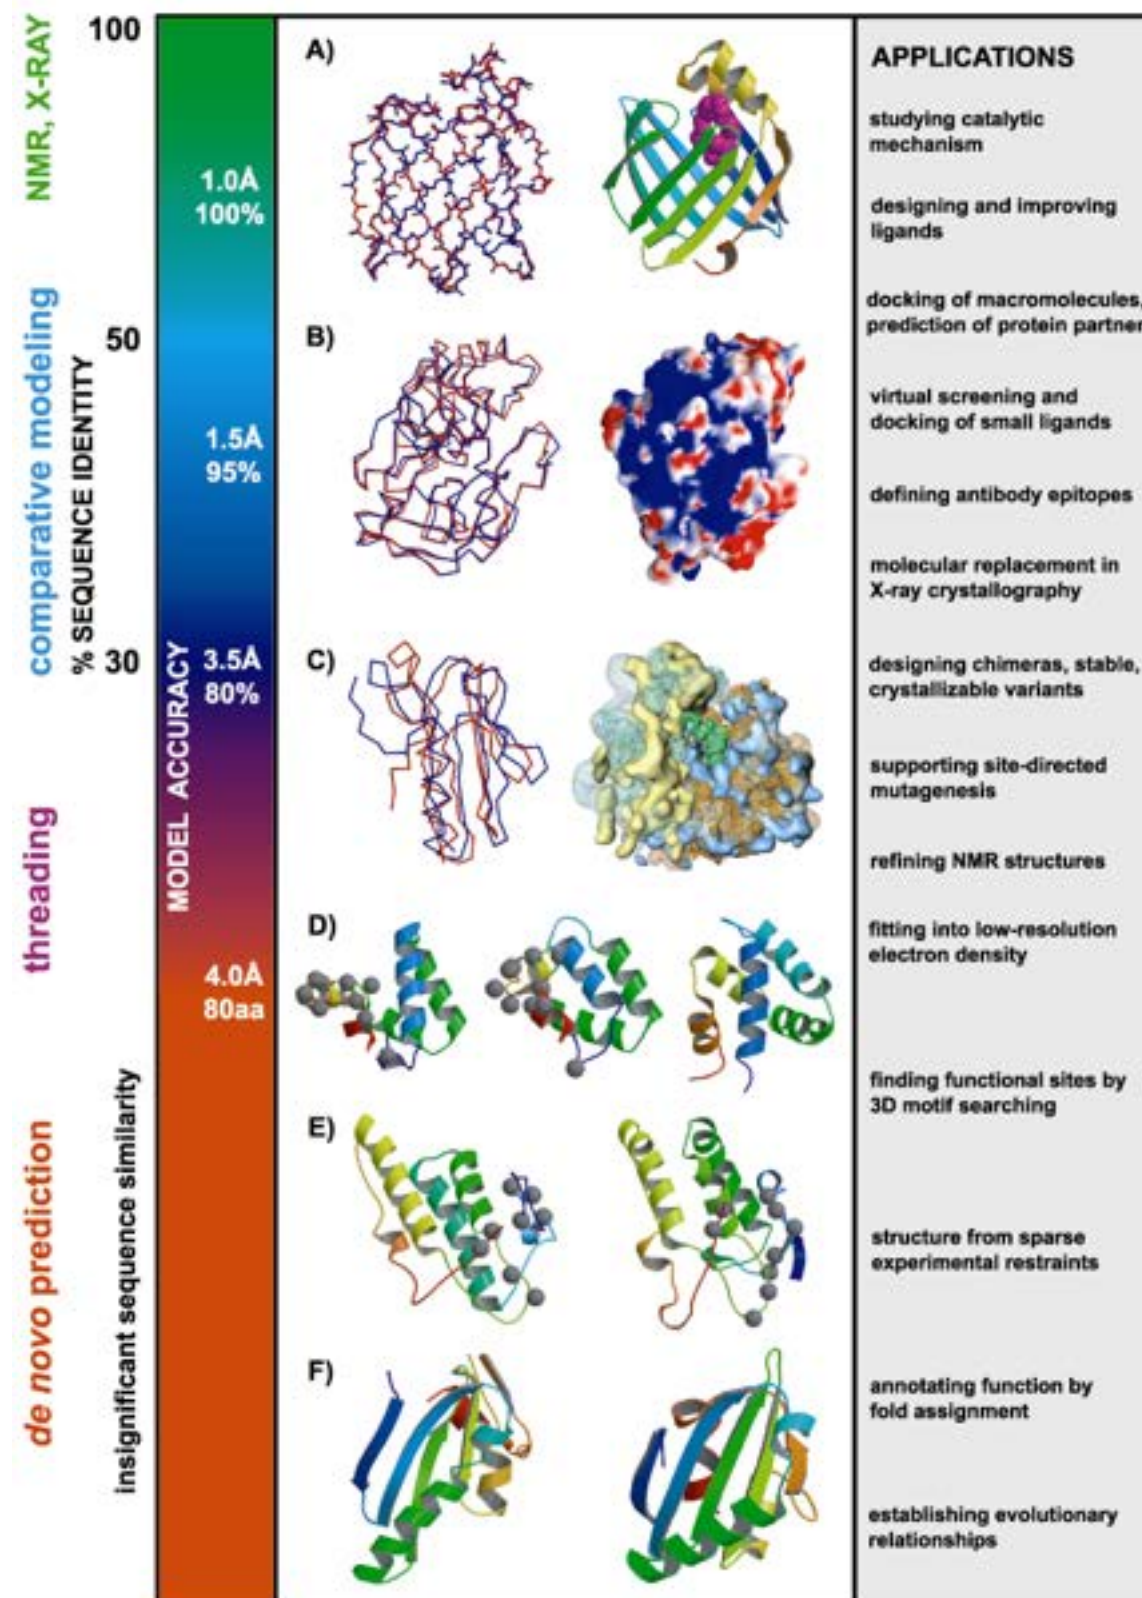 NMR, X-RAY
comparative modeling
threading
de novo prediction
% SEQUENCE IDENTITY
insignificant sequence similarity
100
50
30
MODEL ACCURACY
1.0Å
100%
1.5Å
95%
3.5Å
80%
4.0Å
80aa
A)
B)
C)
D)
E)
F)
APPLICATIONS
studying catalytic
mechanism
designing and improving
ligands
docking of macromolecules,
prediction of protein partner
virtual screening and
docking of small ligands
defining antibody epitopes
molecular replacement in
X-ray crystallography
designing chimeras, stable,
crystallizable variants
supporting site-directed
mutagenesis
refining NMR structures
fitting into low-resolution
electron density
finding functional sites by
3D motif searching
structure from sparse
experimental restraints
annotating function by
fold assignment
establishing evolutionary
relationships